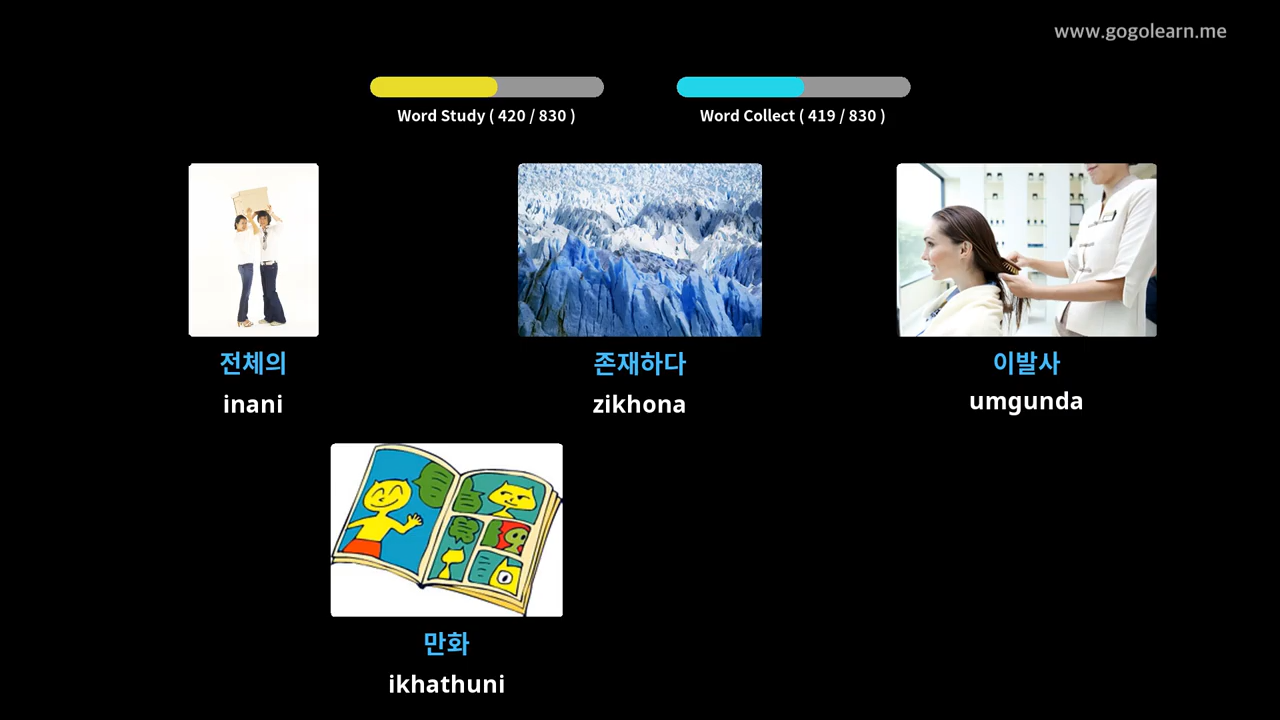 www.gogolearn.me
Word Study ( 420 / 830 )
Word Collect ( 419 / 830 )
전체의
inani
존재하다
zikhona
이발사
umgunda
만화
ikhathuni